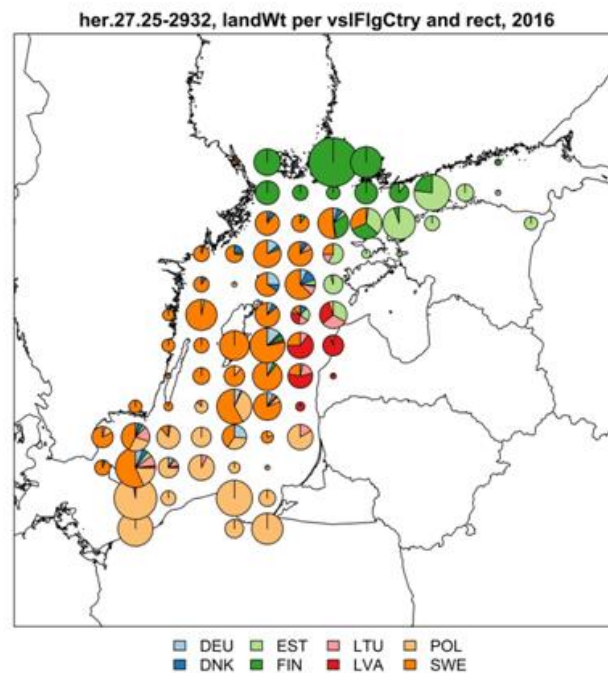 her.27.25-2932, landWt per vslFlgCtry and rect, 2016
DEU EST LTU POL
DNK FIN LVA SWE